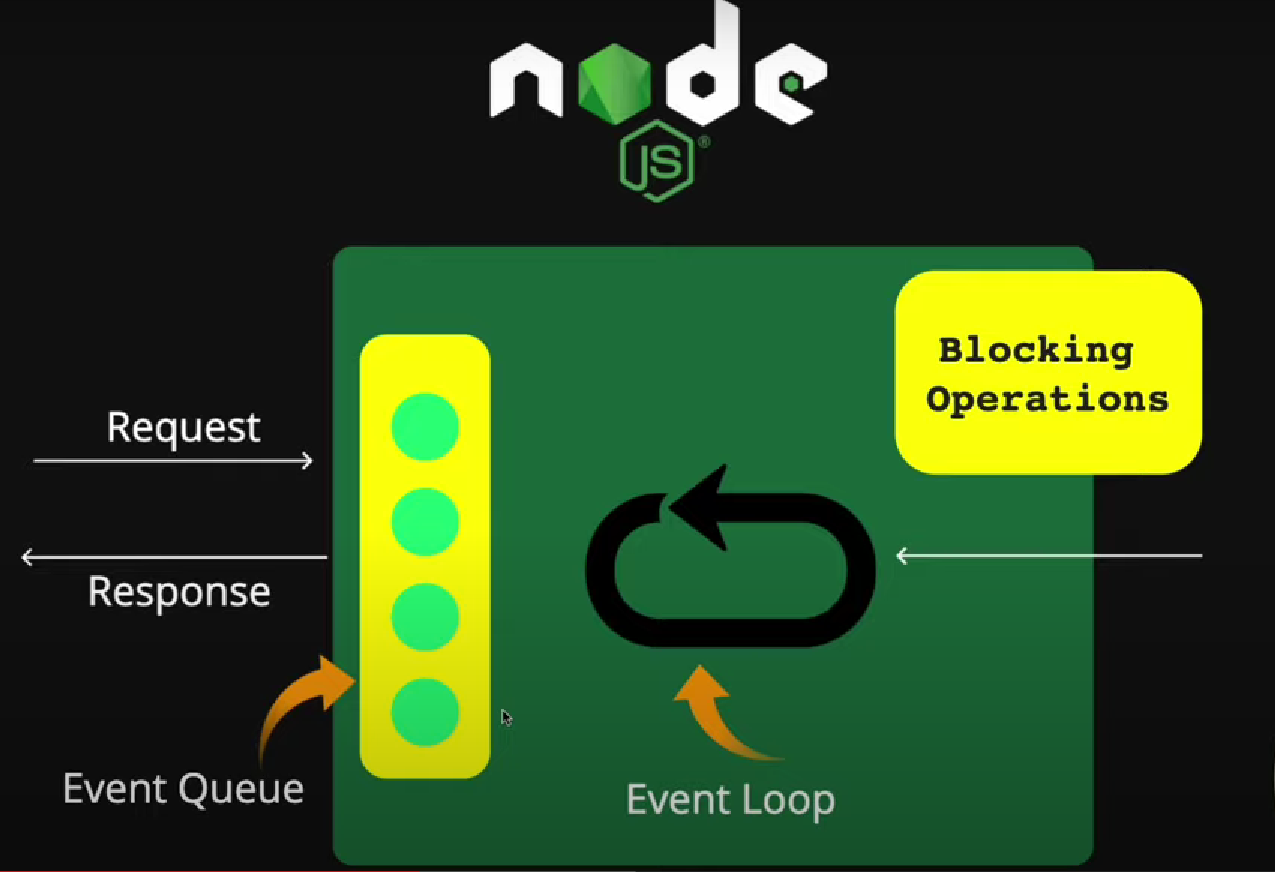 node
JS®
Blocking
Operations
Request
Response
Event Queue
Event Loop